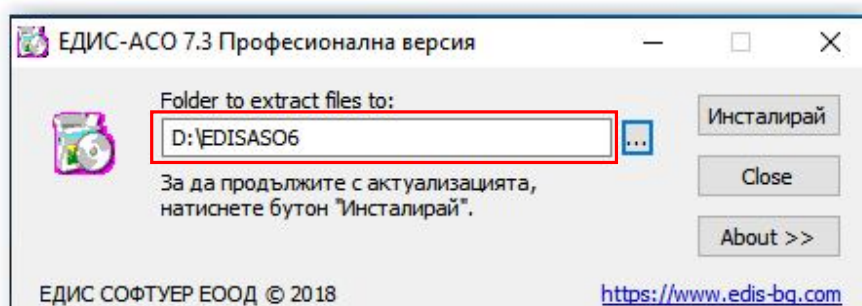 ЕДИС-АСО 7.3 Професионална версия
Folder to extract files to:
D:\EDISASO6
...
Инсталирай
За да продължите с актуализацията,
натиснете бутон "Инсталирай".
Close
About >>
ЕДИС СОФТУЕР ЕООД © 2018
https://www.edis-bg.com